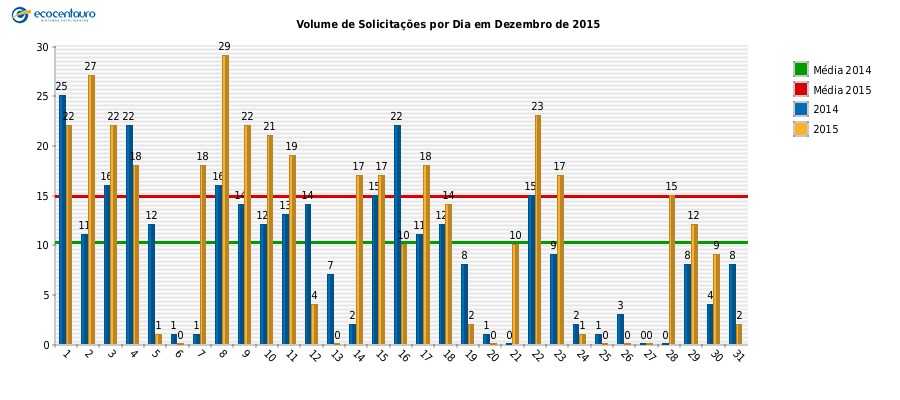 ecocentauro
Volume de Solicitações por Dia em Dezembro de 2015
Média 2014
Média 2015
2014
2015
30
25
20
15
10
5
0
25 22 11 27 16 22 22 18 12 1 1 0 1 18 16 29 14 22 12 21 13 19 14 4 7 0 2 17 15 17 22 10 11 18 12 14 8 2 1 0 0 10 15 23 9 17 2 1 1 0 3 0 0 0 0 15 8 12 4 9 8 2
1 2 3 4 5 6 7 8 9 10 11 12 13 14 15 16 17 18 19 20 21 22 23 24 25 26 27 28 29 30 31